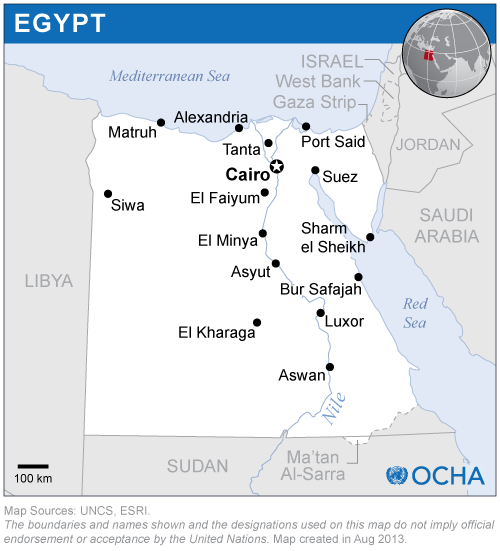 EGYPT
Mediterranean Sea
ISRAEL
West Bank
Gaza Strip
Alexandria
Matruh
Port Said
JORDAN
Tanta
Cairo
Suez
Siwa
El Faiyum
SAUDI
ARABIA
El Minya
Sharm
el Sheikh
Asyut
LIBYA
Bur Safajah
Red
Sea
Luxor
El Kharaga
Aswan
Nile
SUDAN
Ma'tan
Al-Sarra
100 km
OCHA
Map Sources: UNCS, ESRI.
The boundaries and names shown and the designations used on this map do not imply official
endorsement or acceptance by the United Nations. Map created in Aug 2013.